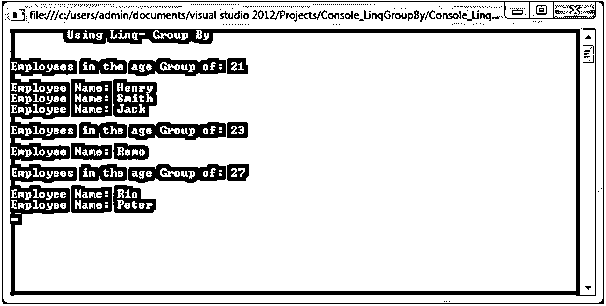 file:///c:/users/admin/documents/visual studio 2012/Projects/Console_LinqGroupBy/Console_Linq...
Using Linq- Group By
Employees in the age Group of: 21
Employee Name: Henry
Employee Name: Smith
Employee Name: Jack
Employees in the age Group of: 23
Employee Name: Remo
Employees in the age Group of: 27
Employee Name: Rio
Employee Name: Peter